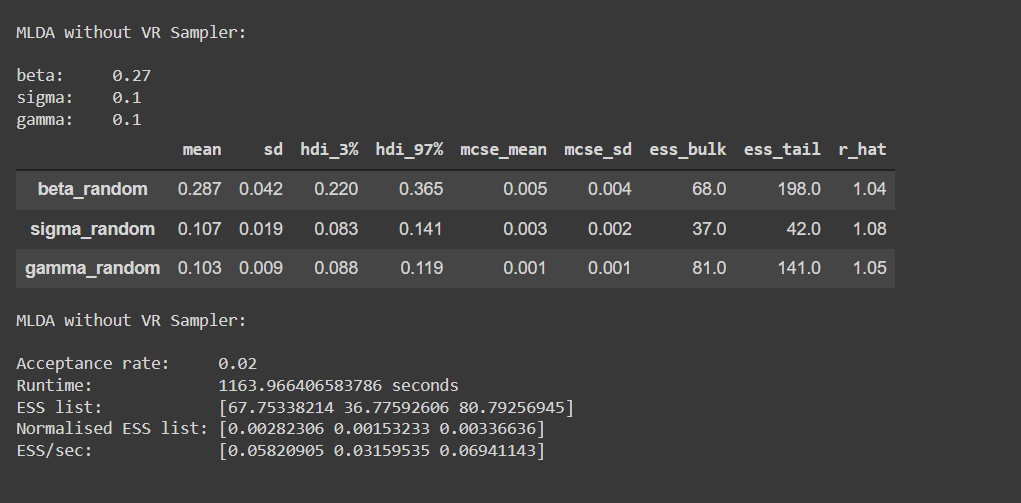 MLDA without VR Sampler:
beta: 0.27
sigma: 0.1
gamma: 0.1
mean sd hdi_3% hdi_97% mcse_mean mcse_sd ess_bulk ess_tail r_hat
beta_random 0.287 0.042 0.220 0.365 0.005 0.004 68.0 198.0 1.04
sigma_random 0.107 0.019 0.083 0.141 0.003 0.002 37.0 42.0 1.08
gamma_random 0.103 0.009 0.088 0.119 0.001 0.001 81.0 141.0 1.05
MLDA without VR Sampler:
Acceptance rate: 0.02
Runtime: 1163.966406583786 seconds
ESS list: [67.75338214 36.77592606 80.79256945]
Normalised ESS list: [0.00282306 0.00153233 0.00336636]
ESS/sec: [0.05820905 0.03159535 0.06941143]